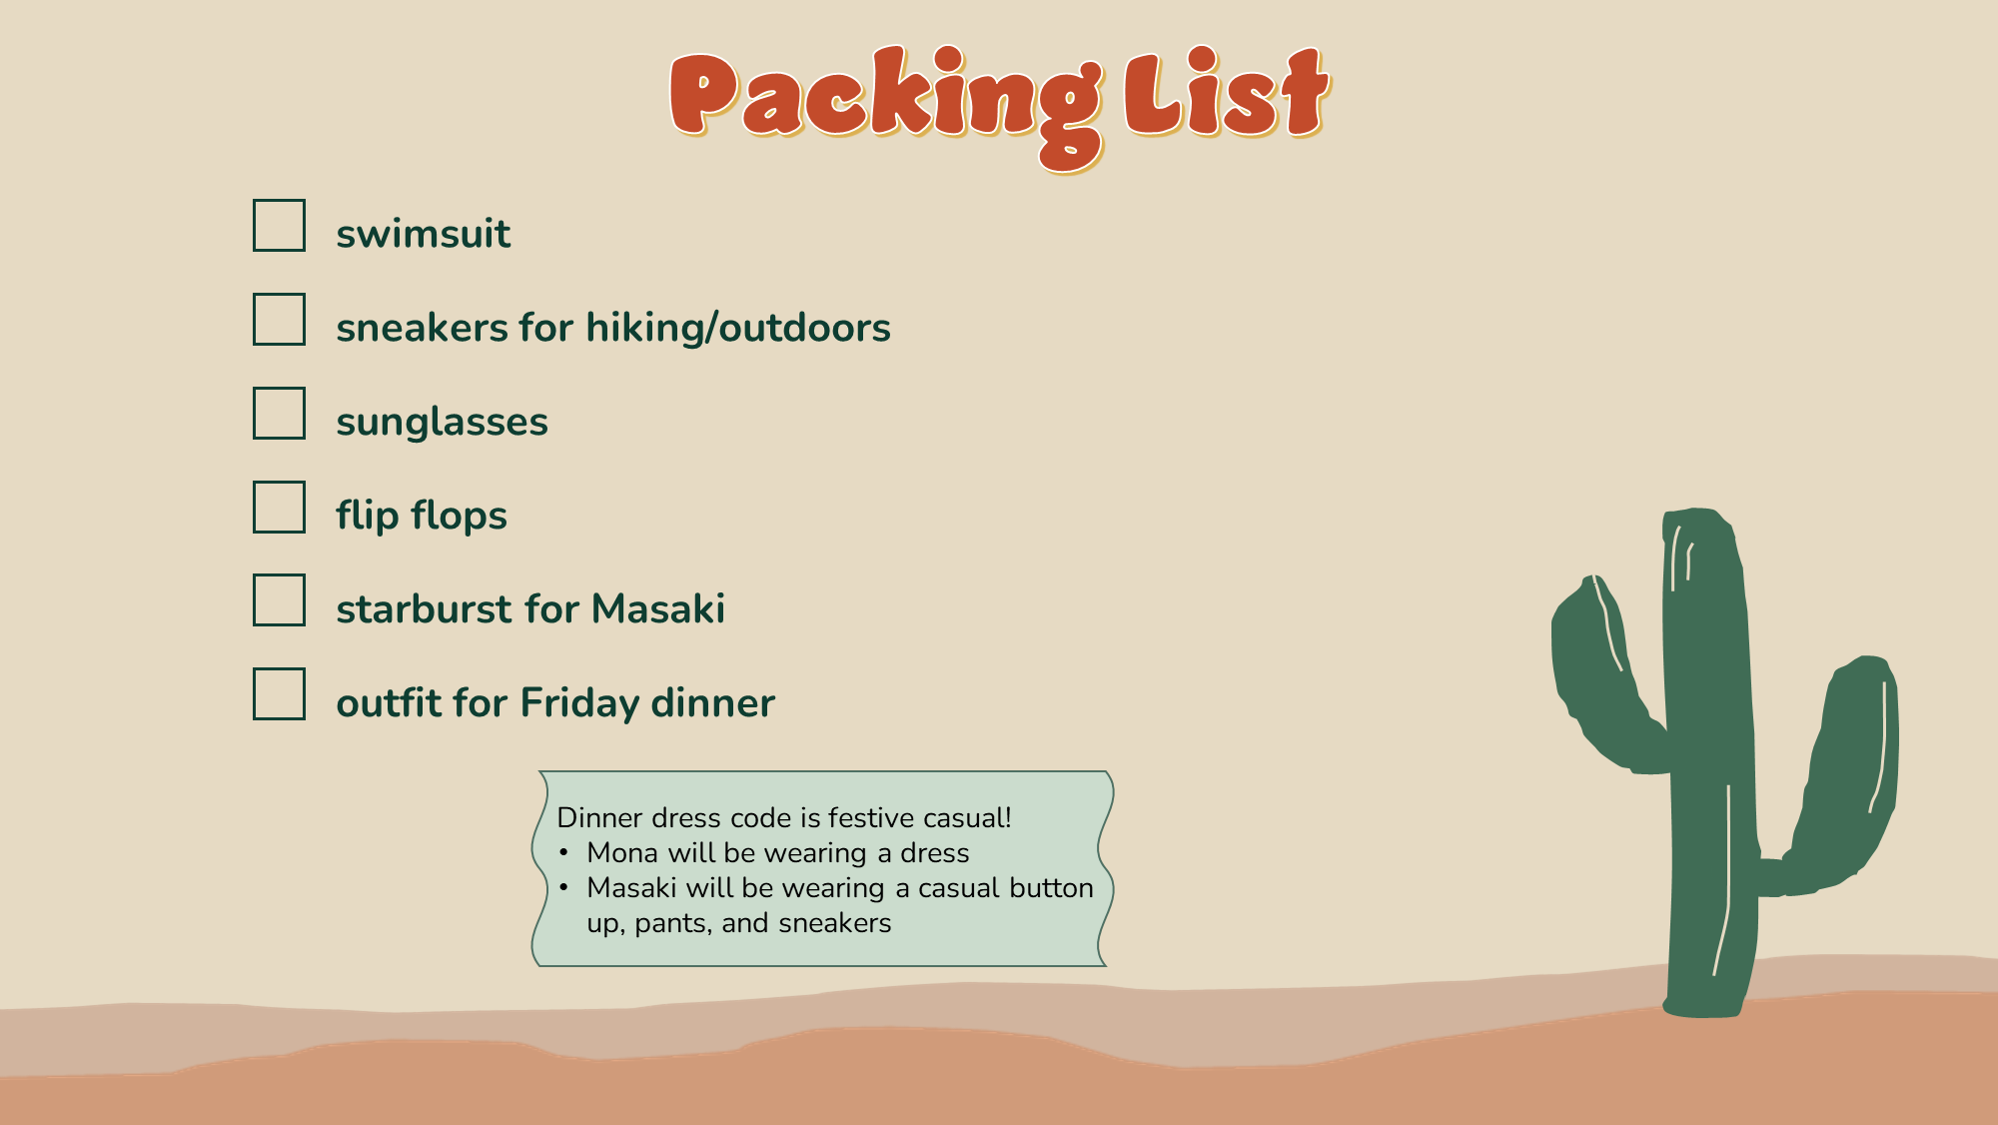 Packing List
swimsuit
sneakers for hiking/outdoors
sunglasses
flip flops
starburst for Masaki
outfit for Friday dinner
Dinner dress code is festive casual!
• Mona will be wearing a dress
• Masaki will be wearing a casual button
up, pants, and sneakers